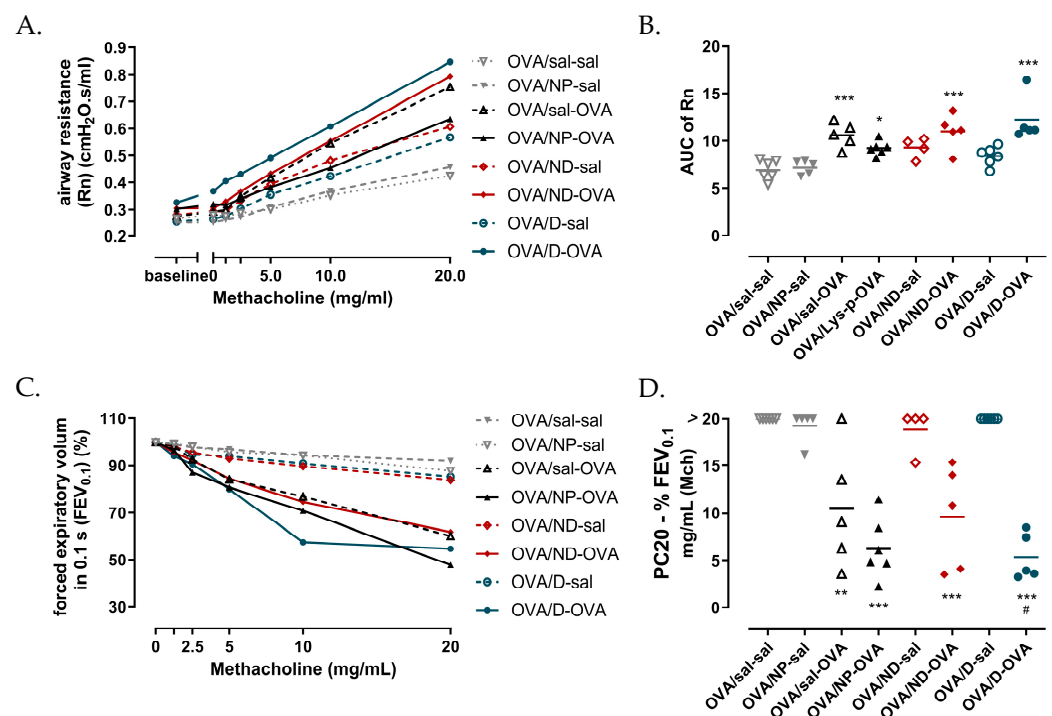 A.
airway resistance
(Rn) (cmH₂O.s/ml)
0.9
0.8
0.7
0.6
0.5
0.4
0.3
0.2
baseline
0
5.0
10.0
20.0
Methacholine (mg/ml)
OVA/sal-sal
OVA/NP-sal
OVA/sal-OVA
OVA/NP-OVA
OVA/ND-sal
OVA/ND-OVA
OVA/D-sal
OVA/D-OVA
B.
AUC of Rn
20
15
10
5
0
***
*
***
***
OVA/sal-sal
OVA/NP-sal
OVA/sal-OVA
OVA/Lys-p-OVA
OVA/ND-sal
OVA/ND-OVA
OVA/D-sal
OVA/D-OVA
C.
forced expiratory volum
in 0.1 s (FEV₀.₁) (%)
110
90
70
50
30
0
2.5
5
10
20
Methacholine (mg/mL)
OVA/sal-sal
OVA/NP-sal
OVA/sal-OVA
OVA/NP-OVA
OVA/ND-sal
OVA/ND-OVA
OVA/D-sal
OVA/D-OVA
D.
PC20 - % FEV₀.₁
mg/mL (Mch)
> 20
15
10
5
0
**
***
***
***
#
OVA/sal-sal
OVA/NP-sal
OVA/sal-OVA
OVA/NP-OVA
OVA/ND-sal
OVA/ND-OVA
OVA/D-sal
OVA/D-OVA